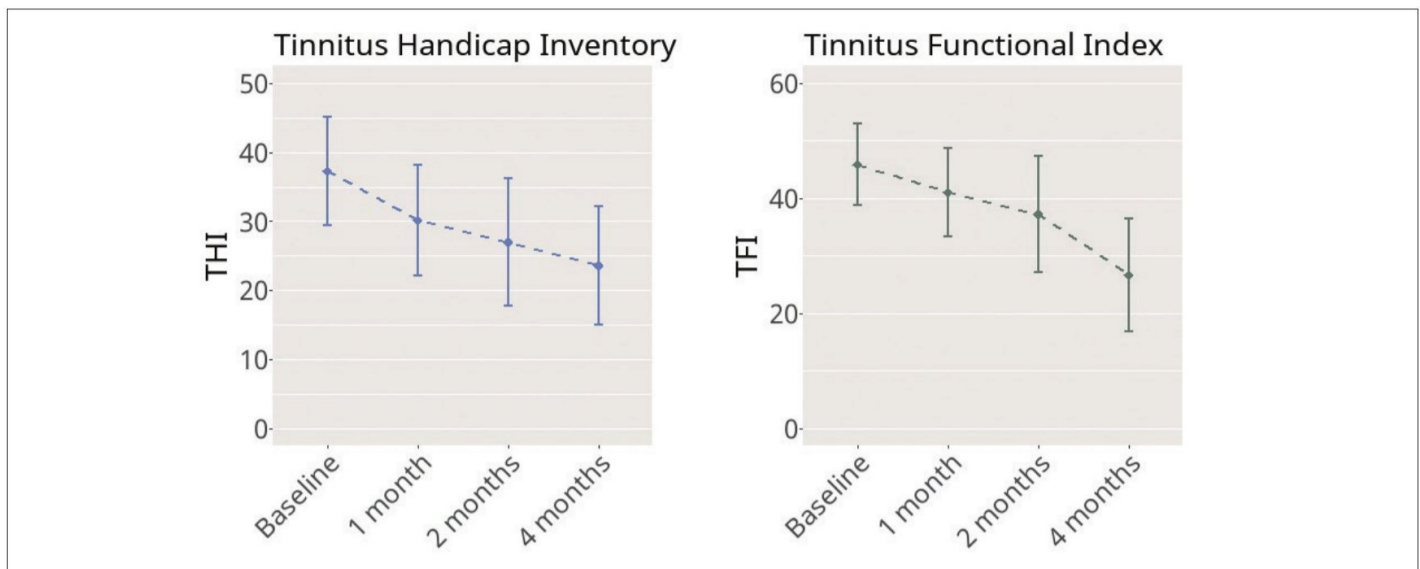 Tinnitus Handicap Inventory
50
40
30
20
10
0
THI
Baseline
1 month
2 months
4 months
Tinnitus Functional Index
60
40
20
0
TFI
Baseline
1 month
2 months
4 months